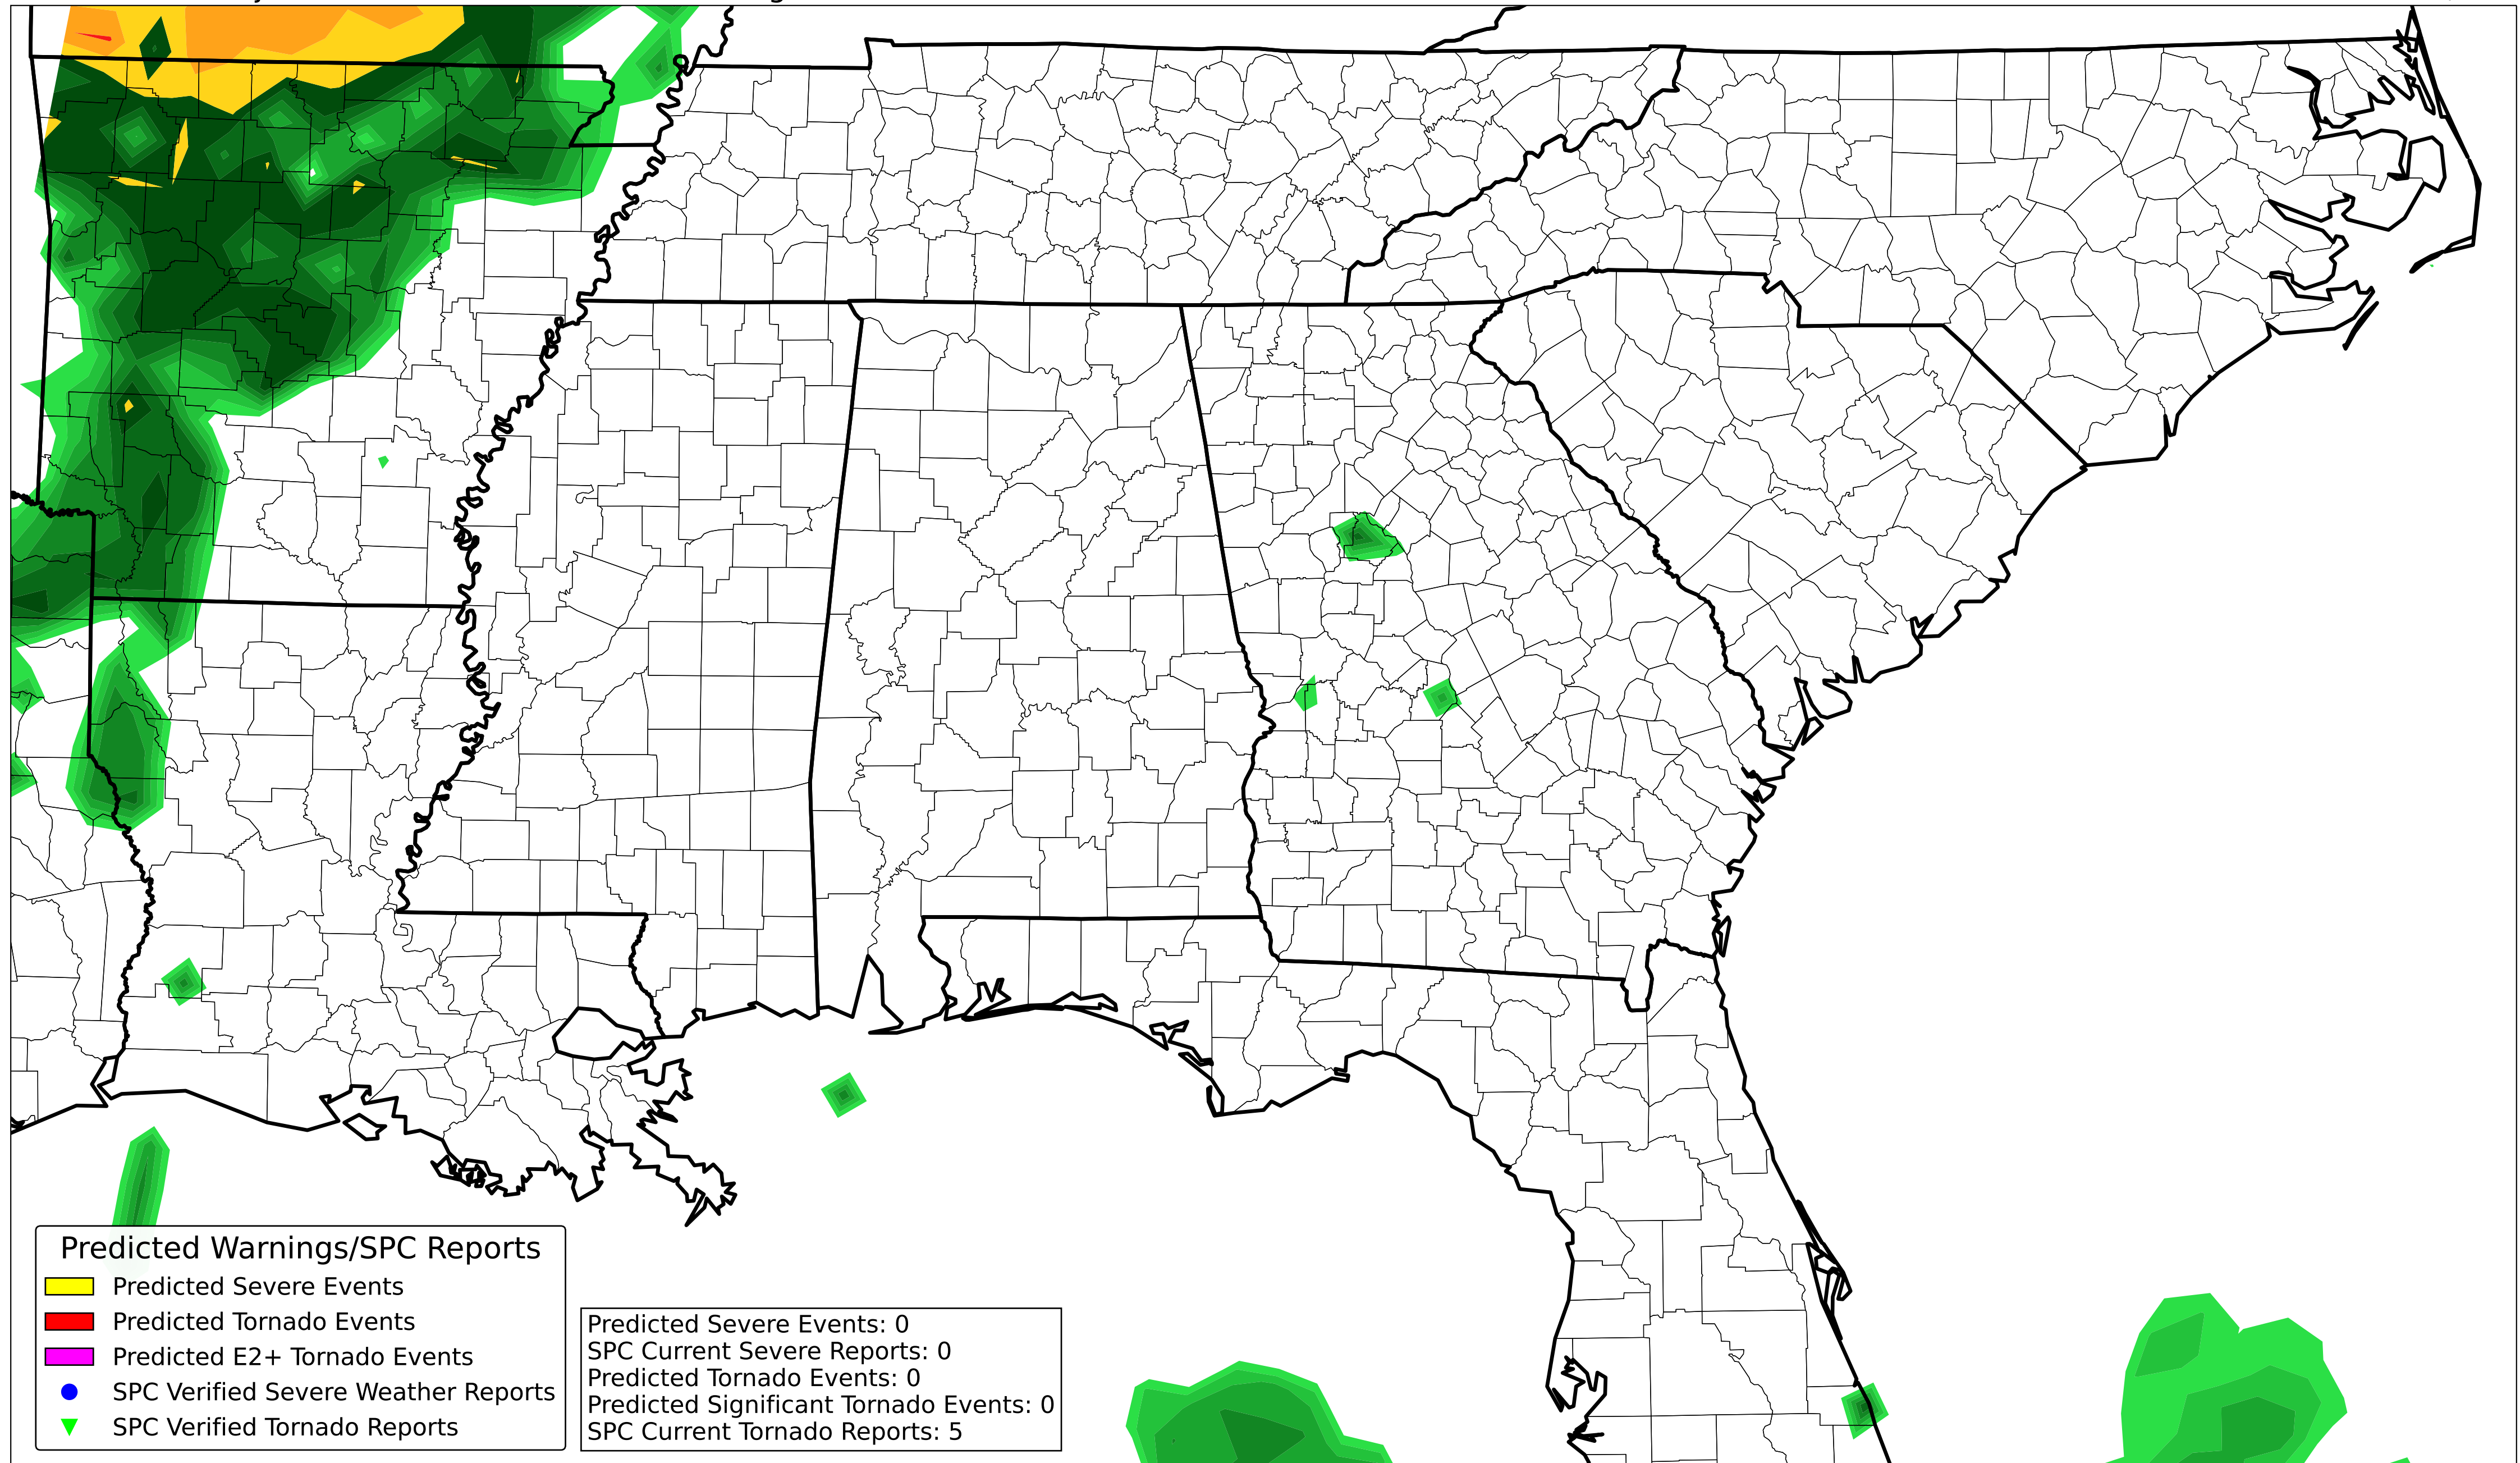 Predicted Warnings/SPC Reports
Predicted Severe Events
Predicted Tornado Events
Predicted E2+ Tornado Events
SPC Verified Severe Weather Reports
SPC Verified Tornado Reports
Predicted Severe Events: 0
SPC Current Severe Reports: 0
Predicted Tornado Events: 0
Predicted Significant Tornado Events: 0
SPC Current Tornado Reports: 5